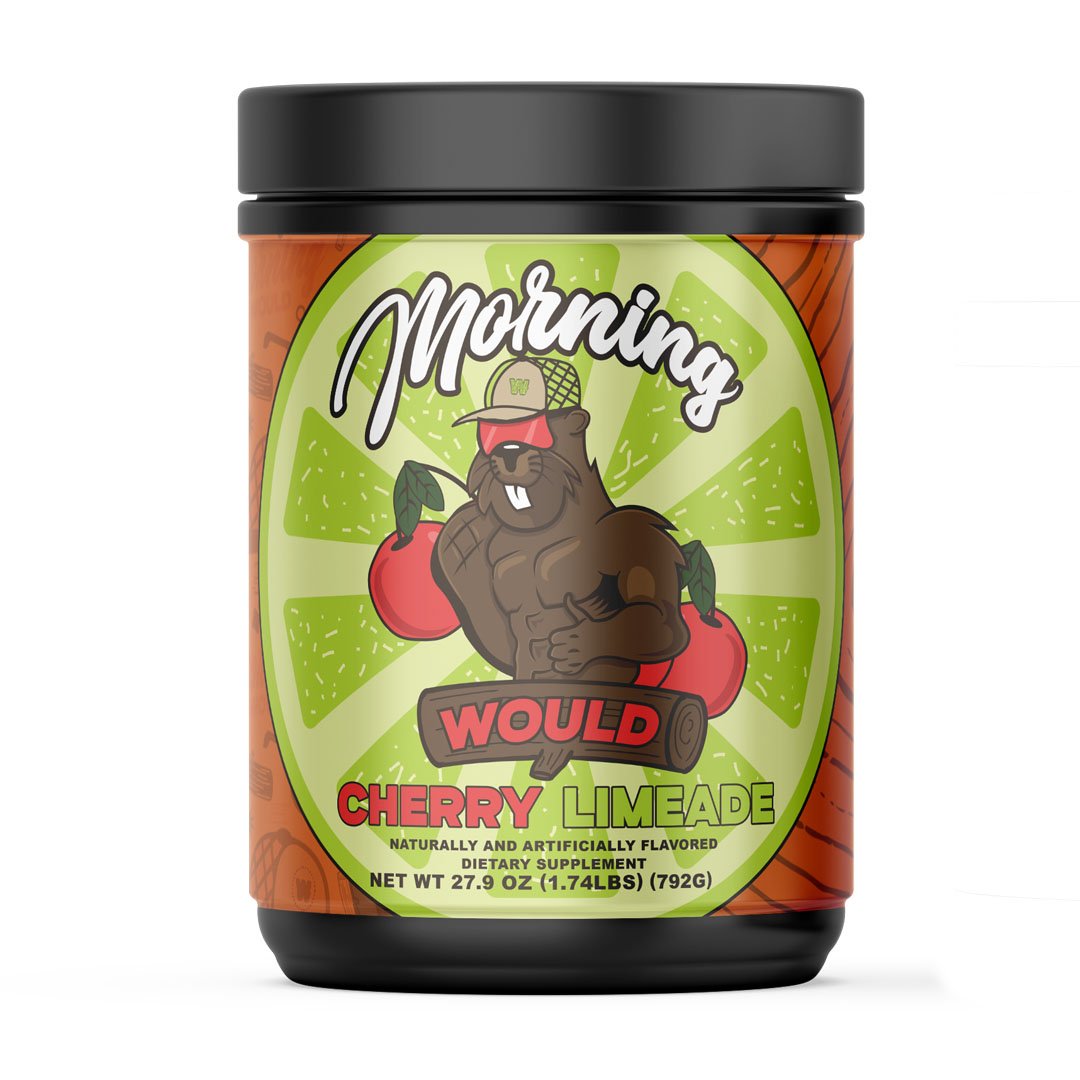 Morning
W
WOULD
CHERRY LIMEADE
NATURALLY AND ARTIFICIALLY FLAVORED
DIETARY SUPPLEMENT
NET WT 27.9 OZ (1.74LBS) (792G)
W